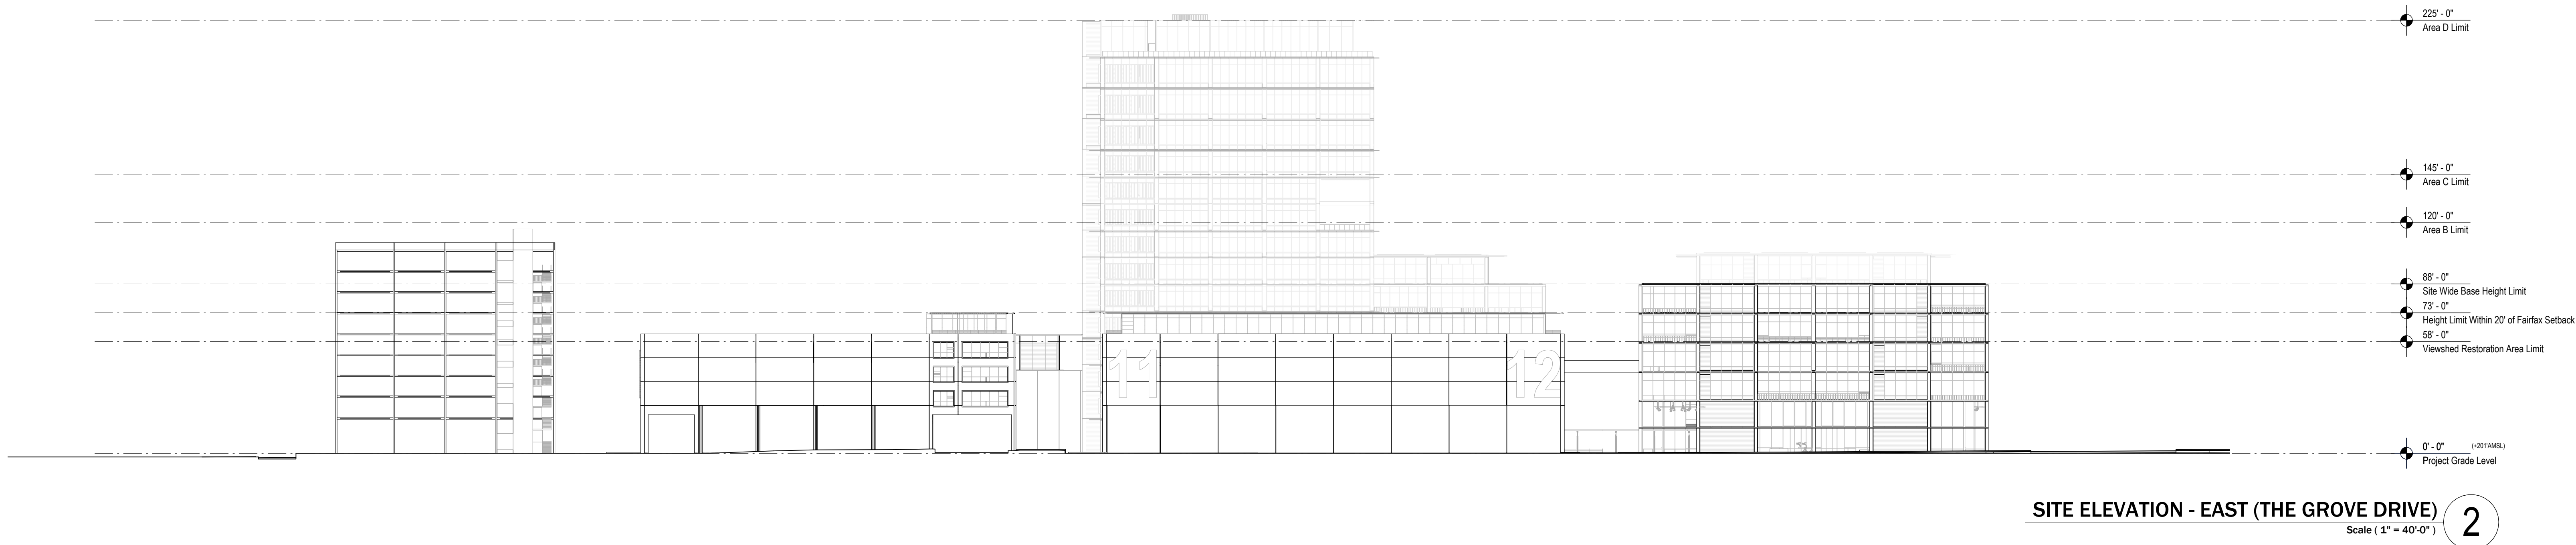 225' - 0"
Area D Limit
145' - 0"
Area C Limit
120' - 0"
Area B Limit
88' - 0"
Site Wide Base Height Limit
73' - 0"
Height Limit Within 20' of Fairfax Setback
58' - 0"
Viewshed Restoration Area Limit
11
12
0' - 0" (+201'AMSL)
Project Grade Level
SITE ELEVATION - EAST (THE GROVE DRIVE)
2
Scale ( 1" = 40'-0" )